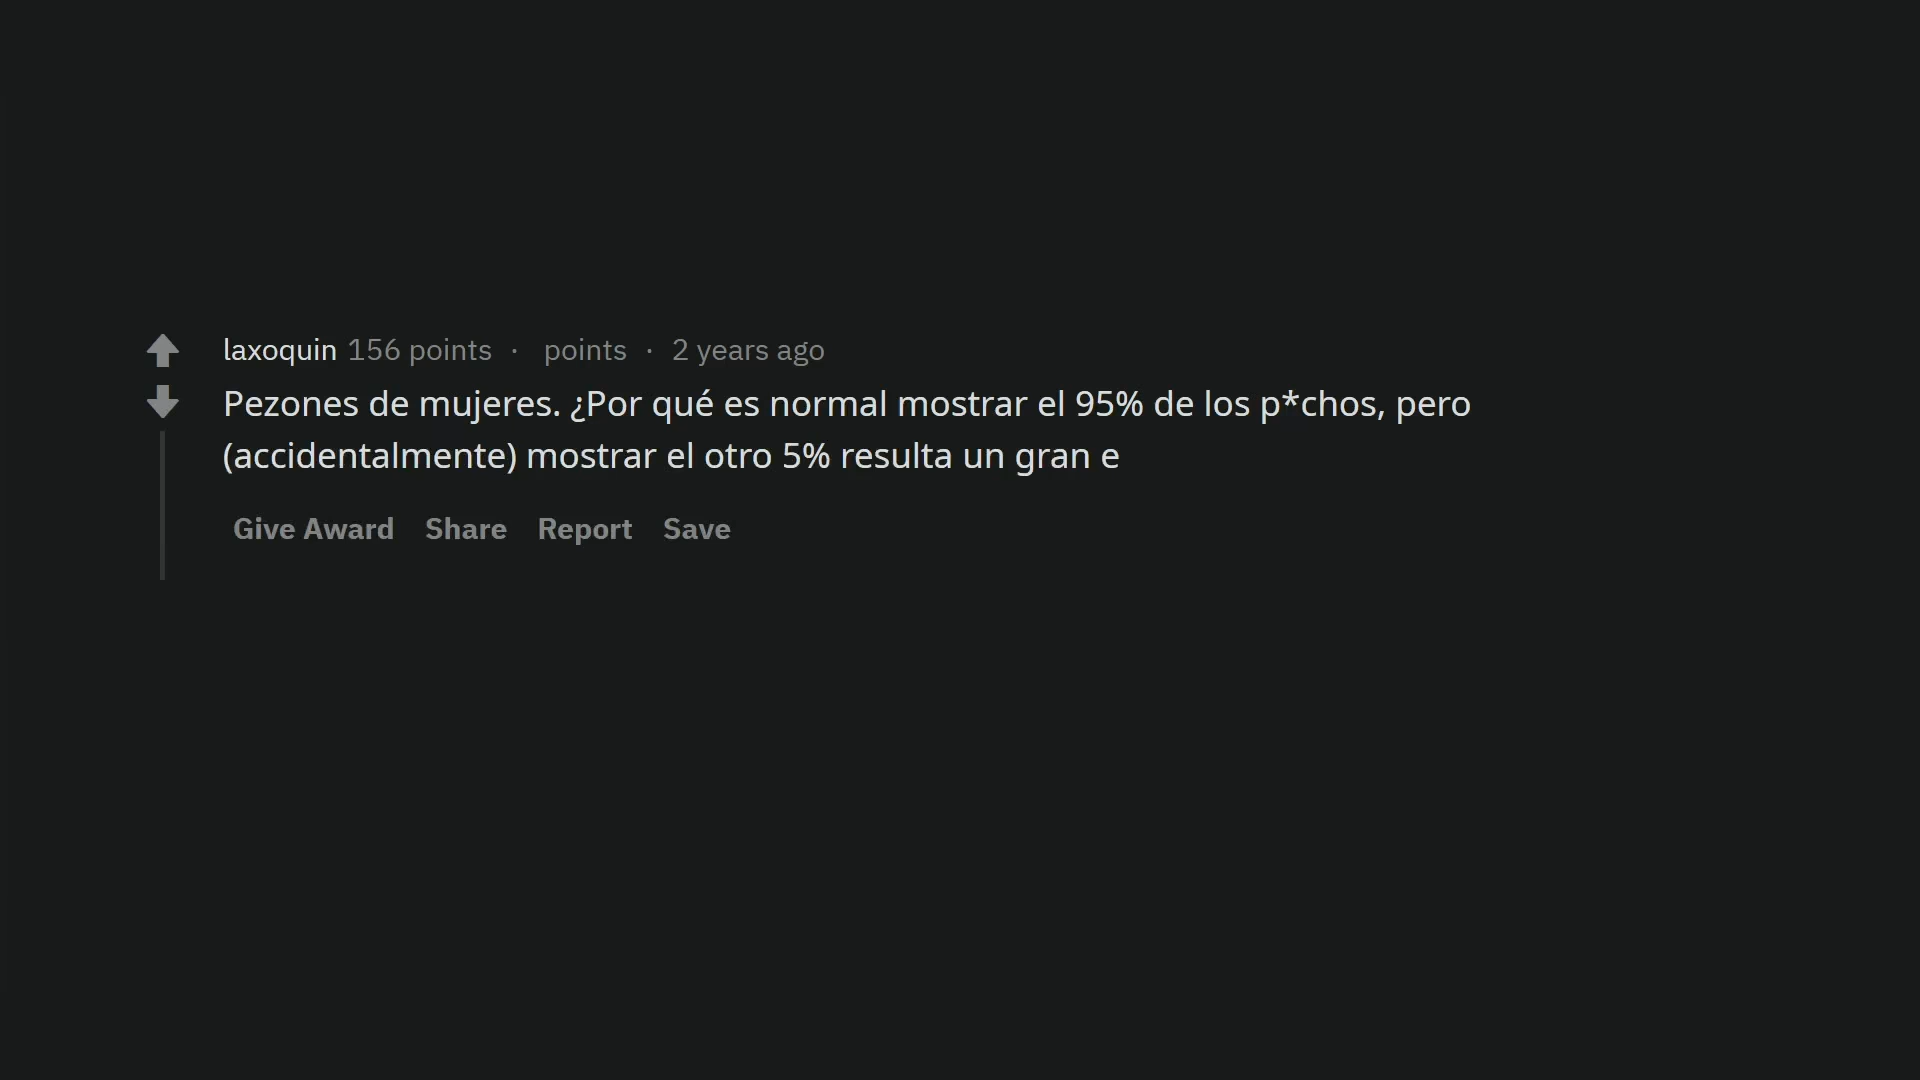 laxoquin 156 points · points · 2 years ago
Pezones de mujeres. ¿Por qué es normal mostrar el 95% de los p*chos, pero
(accidentalmente) mostrar el otro 5% resulta un gran e
Give Award Share Report Save